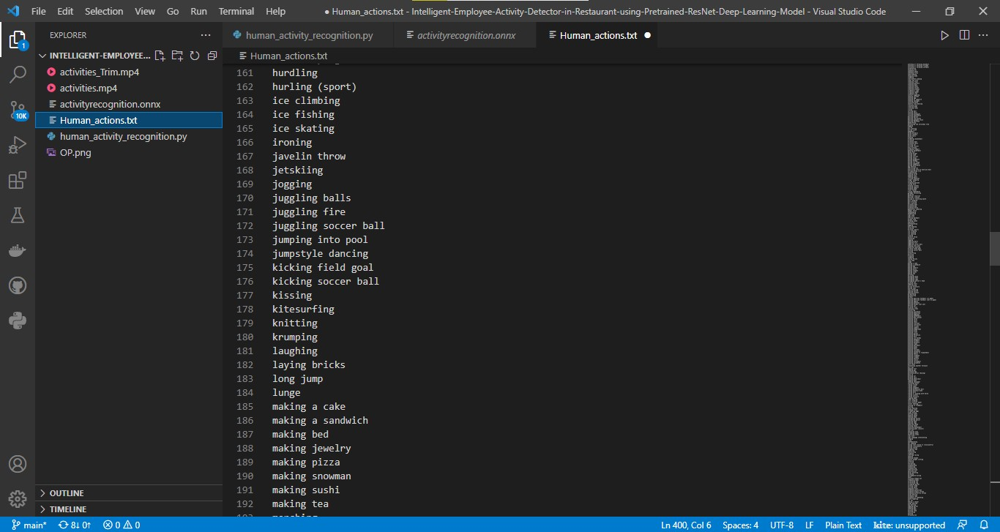 File Edit Selection View Go Run Terminal Help ● Human_actions.txt - Intelligent-Employee-Activity-Detector-in-Restaurant-using-Pretrained-ResNet-Deep-Learning-Model - Visual Studio Code
EXPLORER
human_activity_recognition.py activityrecognition.onnx Human_actions.txt
INTELLIGENT-EMPLOYEE...
Human_actions.txt
activities_Trim.mp4
activities.mp4
activityrecognition.onnx
Human_actions.txt
human_activity_recognition.py
OP.png
1
10K
OUTLINE
TIMELINE
161 hurdling
162 hurling (sport)
163 ice climbing
164 ice fishing
165 ice skating
166 ironing
167 javelin throw
168 jetskiing
169 jogging
170 juggling balls
171 juggling fire
172 juggling soccer ball
173 jumping into pool
174 jumpstyle dancing
175 kicking field goal
176 kicking soccer ball
177 kissing
178 kitesurfing
179 knitting
180 krumping
181 laughing
182 laying bricks
183 long jump
184 lunge
185 making a cake
186 making a sandwich
187 making bed
188 making jewelry
189 making pizza
190 making snowman
191 making sushi
192 making tea
main* 8↓ 0↑ 0 0 Ln 400, Col 6 Spaces: 4 UTF-8 LF Plain Text kite: unsupported